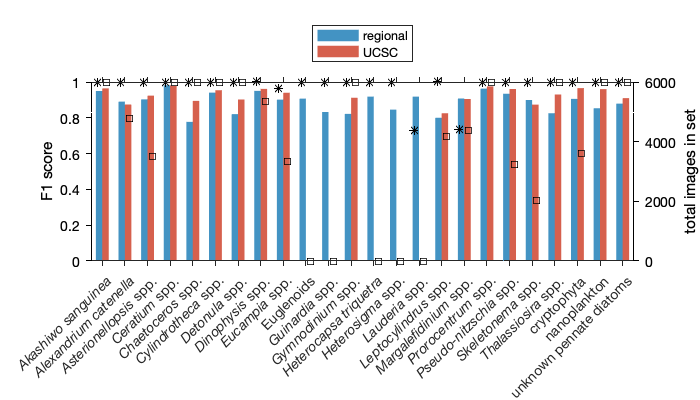 regional
UCSC
1
0.8
0.6
0.4
0.2
0
F1 score
6000
4000
2000
0
total images in set
Akashiwo sanguinea
Alexandrium catenella
Asterionellopsis spp.
Ceratium spp.
Chaetoceros spp.
Cylindrotheca spp.
Detonula spp.
Dinophysis spp.
Eucampia spp.
Euglenoids
Guinardia spp.
Gymnodinium spp.
Heterocapsa triquetra
Heterosigma spp.
Lauderia spp.
Leptocylindrus spp.
Margalefidinium spp.
Prorocentrum spp.
Pseudo-nitzschia spp.
Skeletonema spp.
Thalassiosira spp.
cryptophyta
nanoplankton
unknown pennate diatoms